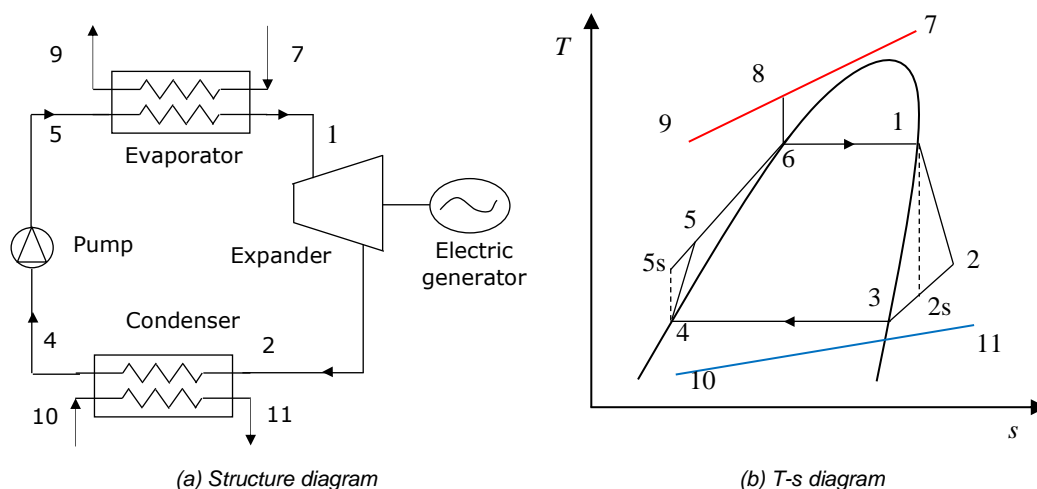 9
7
5
Evaporator
1
Pump
Expander
Electric
generator
Condenser
4
2
10
11
(a) Structure diagram
T
7
8
9
1
6
5
5s
2
3
2s
4
11
10
s
(b) T-s diagram